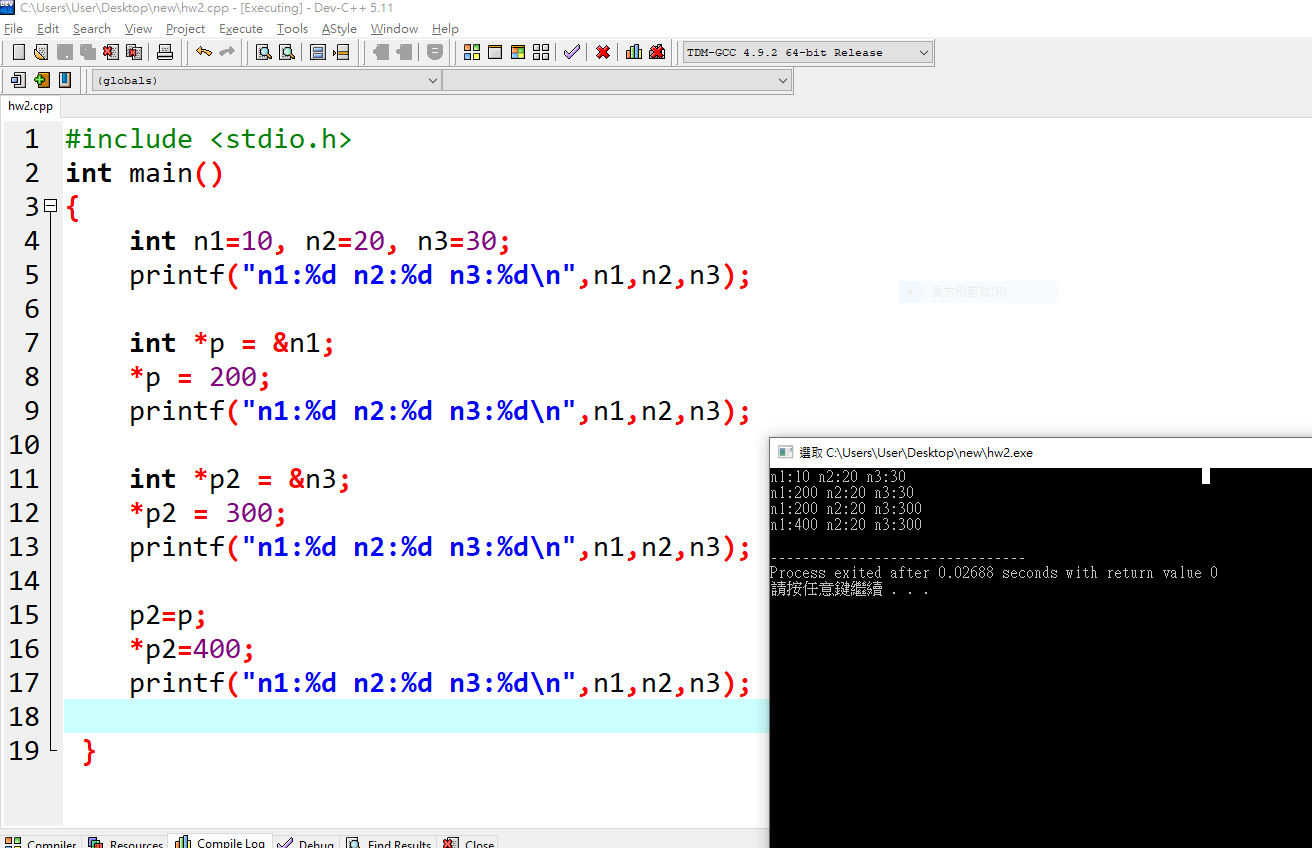 C:\Users\User\Desktop\new\hw2.cpp - [Executing] - Dev-C++ 5.11
File Edit Search View Project Execute Tools AStyle Window Help
TDM-GCC 4.9.2 64-bit Release
(globals)
hw2.cpp
1 #include <stdio.h>
2 int main()
3 {
4 int n1=10, n2=20, n3=30;
5 printf("n1:%d n2:%d n3:%d\n",n1,n2,n3);
長方形剪取(R)
6
7 int *p = &n1;
8 *p = 200;
9 printf("n1:%d n2:%d n3:%d\n",n1,n2,n3);
10
11 int *p2 = &n3;
12 *p2 = 300;
13 printf("n1:%d n2:%d n3:%d\n",n1,n2,n3);
14
15 p2=p;
16 *p2=400;
17 printf("n1:%d n2:%d n3:%d\n",n1,n2,n3);
18
19 }
選取 C:\Users\User\Desktop\new\hw2.exe
n1:10 n2:20 n3:30
n1:200 n2:20 n3:30
n1:200 n2:20 n3:300
n1:400 n2:20 n3:300
--------------------------------
Process exited after 0.02688 seconds with return value 0
請按任意鍵繼續 . . .
Compiler Resources Compile Log Debug Find Results Close